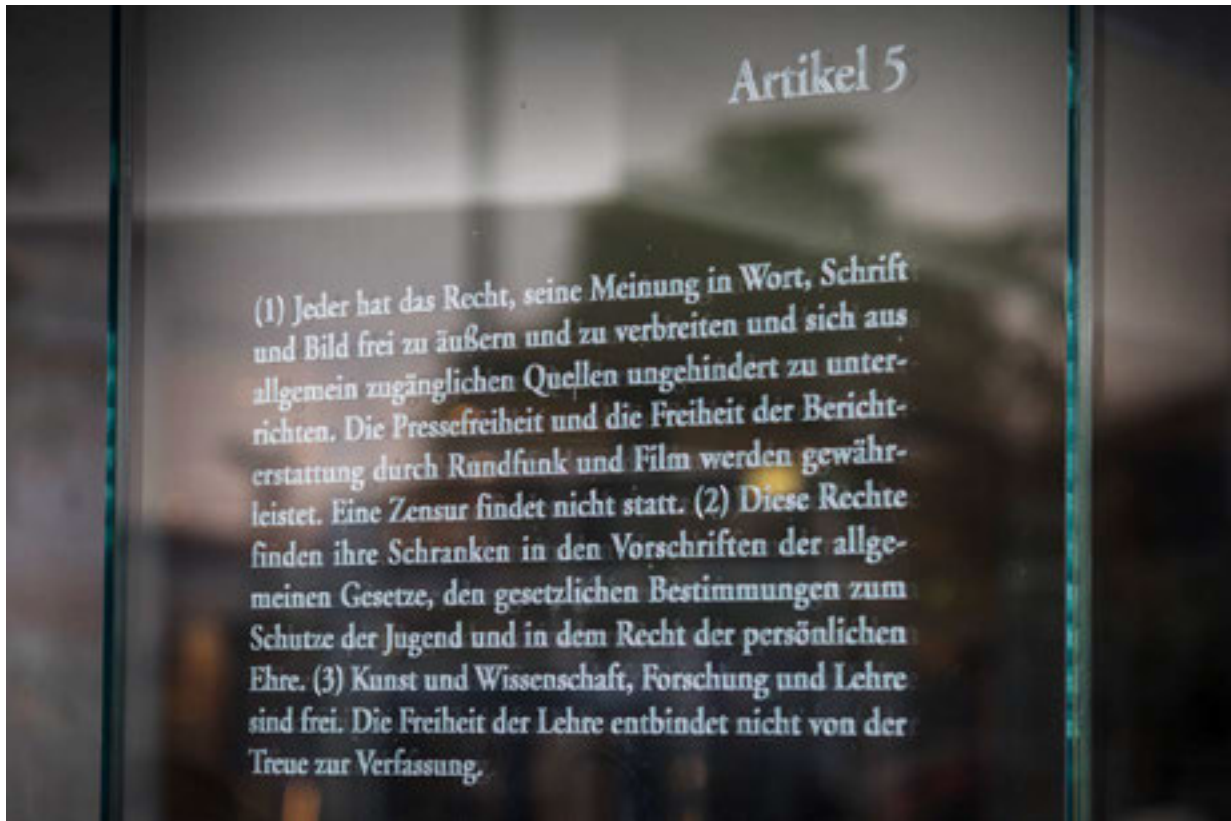 Artikel 5
(1) Jeder hat das Recht, seine Meinung in Wort, Schrift
und Bild frei zu äußern und zu verbreiten und sich aus
allgemein zugänglichen Quellen ungehindert zu unter-
richten. Die Pressefreiheit und die Freiheit der Bericht-
erstattung durch Rundfunk und Film werden gewähr-
leistet. Eine Zensur findet nicht statt. (2) Diese Rechte
finden ihre Schranken in den Vorschriften der allge-
meinen Gesetze, den gesetzlichen Bestimmungen zum
Schutze der Jugend und in dem Recht der persönlichen
Ehre. (3) Kunst und Wissenschaft, Forschung und Lehre
sind frei. Die Freiheit der Lehre entbindet nicht von der
Treue zur Verfassung.